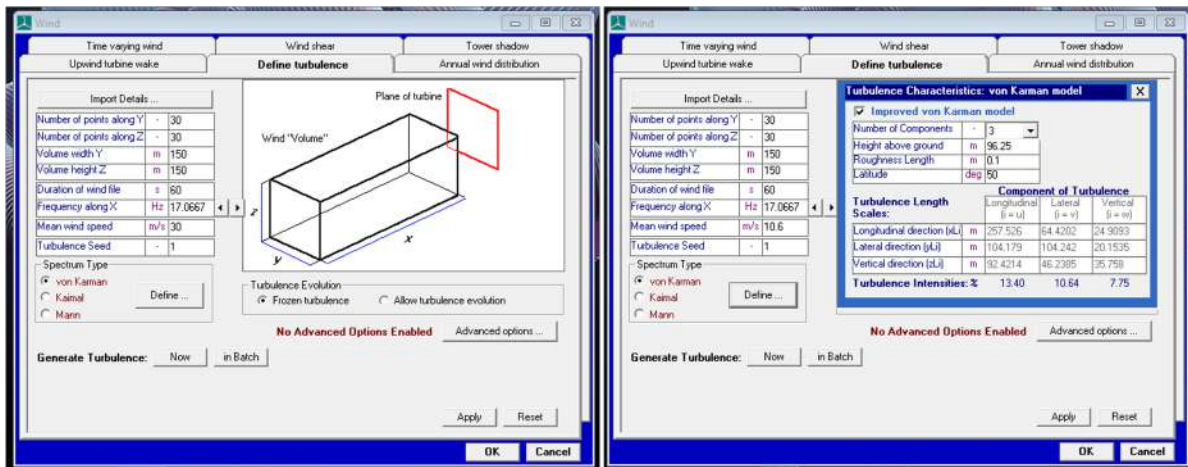 Wind
Time varying wind Wind shear Tower shadow
Upwind turbine wake Define turbulence Annual wind distribution
Import Details ...
Number of points along Y - 30
Number of points along Z - 30
Volume width Y m 150
Volume height Z m 150
Duration of wind file s 60
Frequency along X Hz 17.0667
Mean wind speed m/s 30
Turbulence Seed - 1
Plane of turbine
Wind "Volume"
z
y
x
Spectrum Type
von Karman
Kaimal
Mann
Define ...
Turbulence Evolution
Frozen turbulence Allow turbulence evolution
No Advanced Options Enabled Advanced options ...
Generate Turbulence: Now in Batch
Apply Reset
OK Cancel
Wind
Time varying wind Wind shear Tower shadow
Upwind turbine wake Define turbulence Annual wind distribution
Import Details ...
Number of points along Y - 30
Number of points along Z - 30
Volume width Y m 150
Volume height Z m 150
Duration of wind file s 60
Frequency along X Hz 17.0667
Mean wind speed m/s 10.6
Turbulence Seed - 1
Spectrum Type
von Karman
Kaimal
Mann
Define ...
Turbulence Characteristics: von Karman model X
Improved von Karman model
Number of Components - 3
Height above ground m 96.25
Roughness Length m 0.1
Latitude deg 50
Component of Turbulence
Turbulence Length Scales:
Longitudinal (i = u) Lateral (i = v) Vertical (i = w)
Longitudinal direction (xLi) m 257.526 64.4202 24.9093
Lateral direction (yLi) m 104.179 104.242 20.1535
Vertical direction (zLi) m 92.4214 46.2385 35.758
Turbulence Intensities: % 13.40 10.64 7.75
No Advanced Options Enabled Advanced options ...
Generate Turbulence: Now in Batch
Apply Reset
OK Cancel